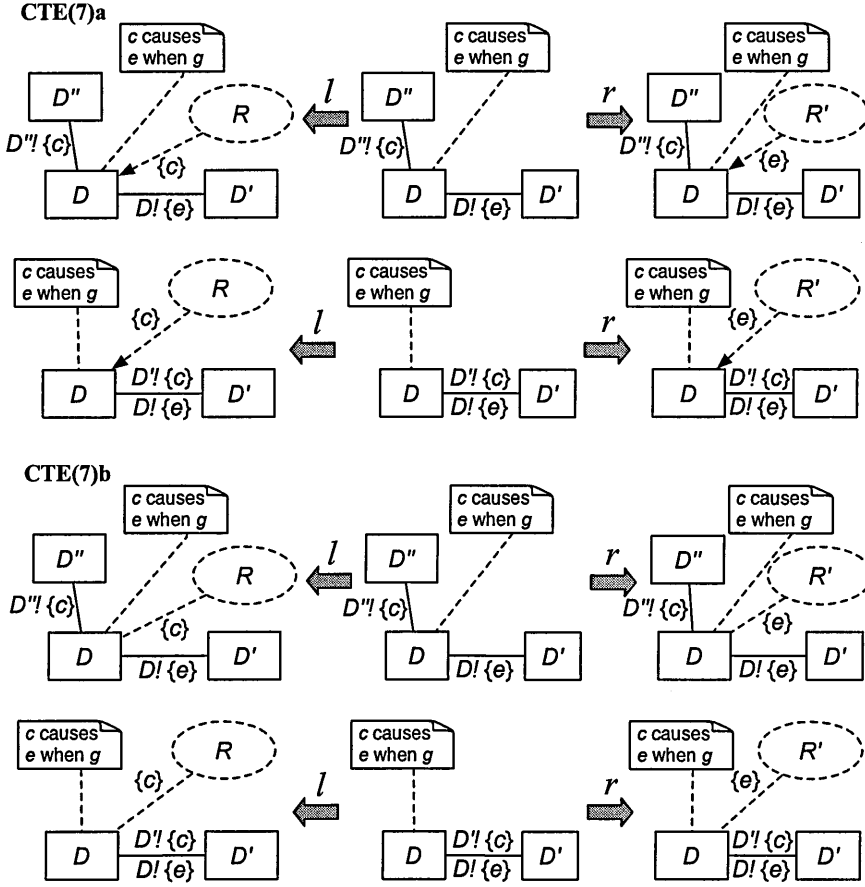 CTE(7)a
c causes
e when g
c causes
e when g
c causes
e when g
D''
R
l
r
D''
R'
D''! {c}
{c}
D''! {c}
D''! {c}
{e}
D
D! {e}
D'
D
D! {e}
D'
D
D! {e}
D'
c causes
e when g
R
c causes
e when g
c causes
e when g
R'
{c}
l
r
{e}
D
D'! {c}
D! {e}
D'
D
D'! {c}
D! {e}
D'
D
D'! {c}
D! {e}
D'
CTE(7)b
c causes
e when g
c causes
e when g
c causes
e when g
D''
R
l
D''
r
D''
R'
D''! {c}
{c}
D''! {c}
D''! {c}
{e}
D
D! {e}
D'
D
D! {e}
D'
D
D! {e}
D'
c causes
e when g
R
c causes
e when g
c causes
e when g
R'
{c}
l
r
{e}
D
D'! {c}
D! {e}
D'
D
D'! {c}
D! {e}
D'
D
D'! {c}
D! {e}
D'